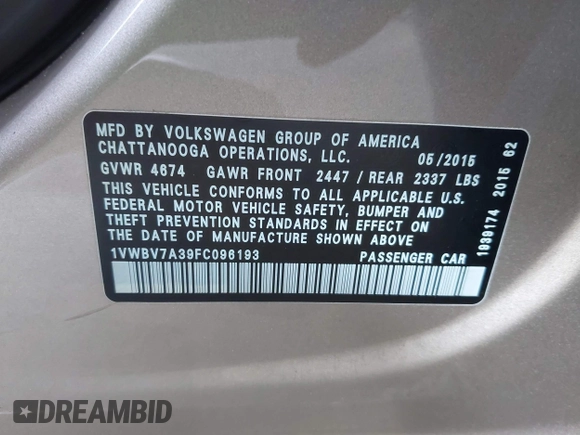 MFD BY VOLKSWAGEN GROUP OF AMERICA
CHATTANOOGA OPERATIONS, LLC. 05/2015
GVWR 4674 GAWR FRONT 2447 / REAR 2337 LBS
THIS VEHICLE CONFORMS TO ALL APPLICABLE U.S.
FEDERAL MOTOR VEHICLE SAFETY, BUMPER AND
THEFT PREVENTION STANDARDS IN EFFECT ON
THE DATE OF MANUFACTURE SHOWN ABOVE
1VWBV7A39FC096193 PASSENGER CAR
1939174 2015 62
DREAMBID